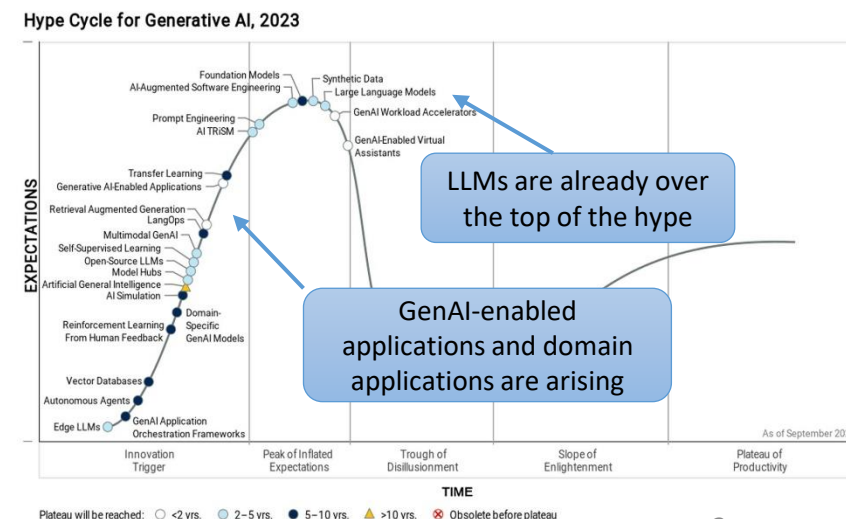 Hype Cycle for Generative AI, 2023
EXPECTATIONS
Foundation Models
AI-Augmented Software Engineering
Synthetic Data
Large Language Models
GenAI Workload Accelerators
Prompt Engineering
AI TRiSM
GenAI-Enabled Virtual
Assistants
Transfer Learning
Generative AI-Enabled Applications
Retrieval Augmented Generation
LangOps
Multimodal GenAI
Self-Supervised Learning
Open-Source LLMs
Model Hubs
Artificial General Intelligence
AI Simulation
Domain-
Specific
GenAI Models
Reinforcement Learning
From Human Feedback
Vector Databases
Autonomous Agents
GenAI Application
Orchestration Frameworks
Edge LLMs
LLMs are already over
the top of the hype
GenAI-enabled
applications and domain
applications are arising
As of September 20
Innovation
Trigger
Peak of Inflated
Expectations
Trough of
Disillusionment
Slope of
Enlightenment
Plateau of
Productivity
TIME
Plateau will be reached: <2 yrs. 2–5 yrs. 5–10 yrs. >10 yrs. Obsolete before plateau